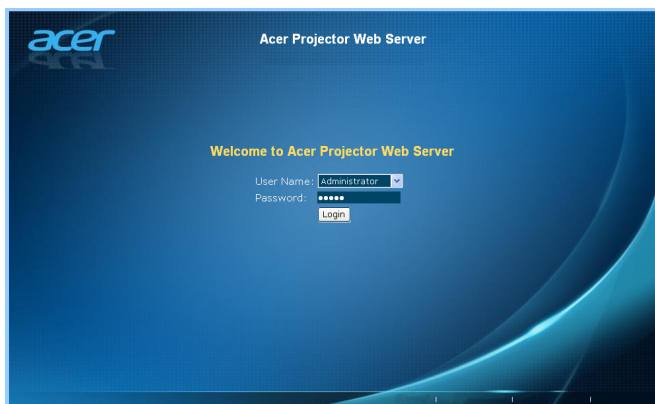 acer
Acer Projector Web Server
Welcome to Acer Projector Web Server
User Name: Administrator
Password: •••••
Login